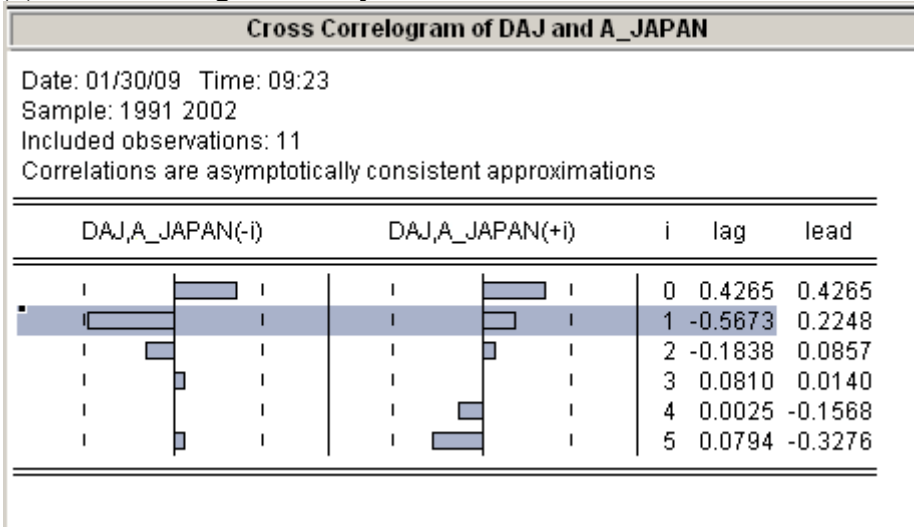 Cross Correlogram of DAJ and A_JAPAN
Date: 01/30/09 Time: 09:23
Sample: 1991 2002
Included observations: 11
Correlations are asymptotically consistent approximations
DAJ,A_JAPAN(-i) DAJ,A_JAPAN(+i) i lag lead
0 0.4265 0.4265
1 -0.5673 0.2248
2 -0.1838 0.0857
3 0.0810 0.0140
4 0.0025 -0.1568
5 0.0794 -0.3276